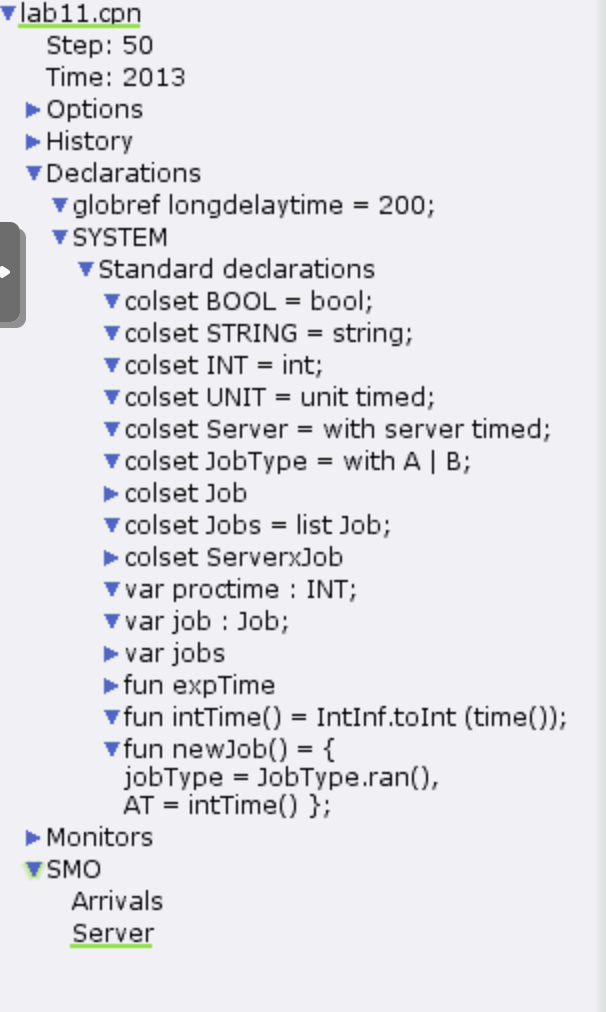 lab11.cpn
Step: 50
Time: 2013
Options
History
Declarations
globref longdelaytime = 200;
SYSTEM
Standard declarations
colset BOOL = bool;
colset STRING = string;
colset INT = int;
colset UNIT = unit timed;
colset Server = with server timed;
colset JobType = with A | B;
colset Job
colset Jobs = list Job;
colset ServerxJob
var proctime : INT;
var job : Job;
var jobs
fun expTime
fun intTime() = IntInf.toInt (time());
fun newJob() = {
jobType = JobType.ran(),
AT = intTime() };
Monitors
SMO
Arrivals
Server